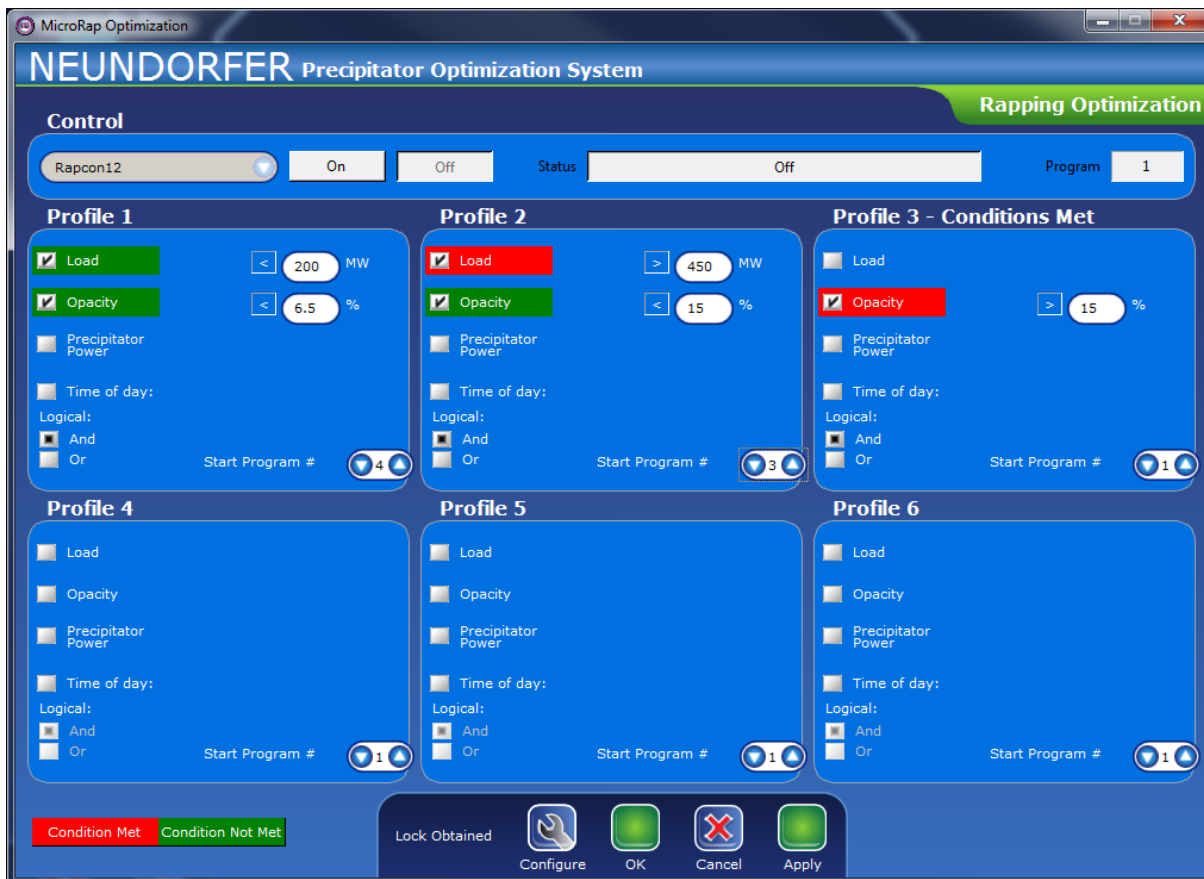 MicroRap Optimization
NEUNDORFER Precipitator Optimization System
Rapping Optimization
Control
Rapcon12 On Off Status Off Program 1
Profile 1
Load < 200 MW
Opacity < 6.5 %
Precipitator
Power
Time of day:
Logical:
And
Or Start Program # 4
Profile 2
Load > 450 MW
Opacity < 15 %
Precipitator
Power
Time of day:
Logical:
And
Or Start Program # 3
Profile 3 - Conditions Met
Load
Opacity > 15 %
Precipitator
Power
Time of day:
Logical:
And
Or Start Program # 1
Profile 4
Load
Opacity
Precipitator
Power
Time of day:
Logical:
And
Or Start Program # 1
Profile 5
Load
Opacity
Precipitator
Power
Time of day:
Logical:
And
Or Start Program # 1
Profile 6
Load
Opacity
Precipitator
Power
Time of day:
Logical:
And
Or Start Program # 1
Condition Met Condition Not Met
Lock Obtained
Configure OK Cancel Apply